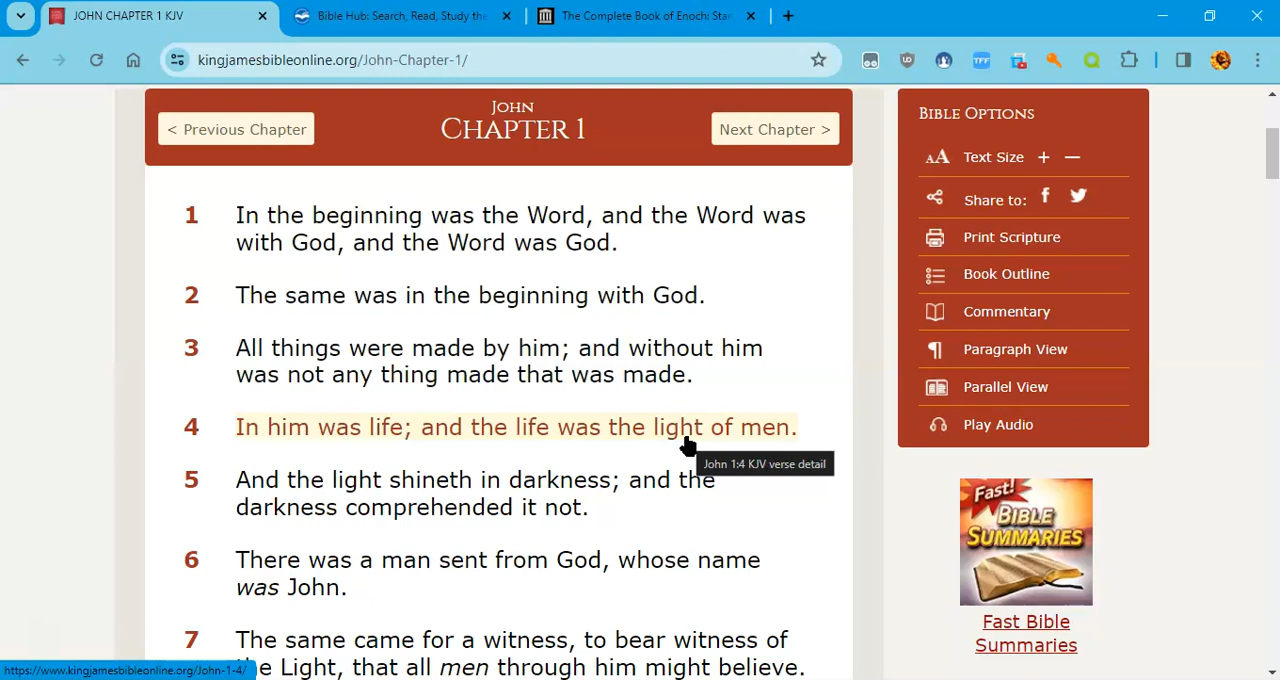 JOHN CHAPTER 1 KJV
Bible Hub: Search, Read, Study the
The Complete Book of Enoch: Stan
kingjamesbibleonline.org/John-Chapter-1/
JOHN
CHAPTER 1
< Previous Chapter
Next Chapter >
1 In the beginning was the Word, and the Word was
with God, and the Word was God.
2 The same was in the beginning with God.
3 All things were made by him; and without him
was not any thing made that was made.
4 In him was life; and the life was the light of men.
John 1:4 KJV verse detail
5 And the light shineth in darkness; and the
darkness comprehended it not.
6 There was a man sent from God, whose name
was John.
7 The same came for a witness, to bear witness of
the Light, that all men through him might believe.
https://www.kingjamesbibleonline.org/John-1-4/
BIBLE OPTIONS
AA Text Size + −
Share to: f
Print Scripture
Book Outline
Commentary
Paragraph View
Parallel View
Play Audio
Fast!
BIBLE
SUMMARIES
Fast Bible
Summaries
UD
TFF